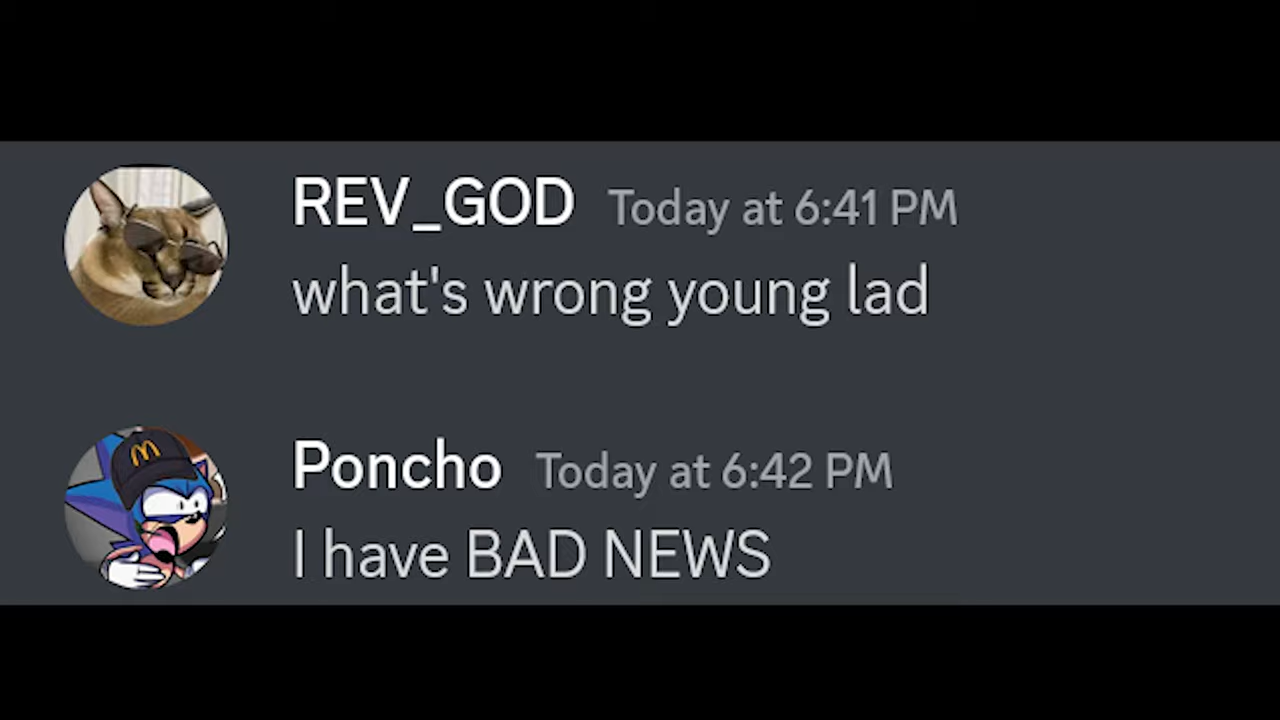 REV_GOD Today at 6:41 PM
what's wrong young lad
Poncho Today at 6:42 PM
I have BAD NEWS